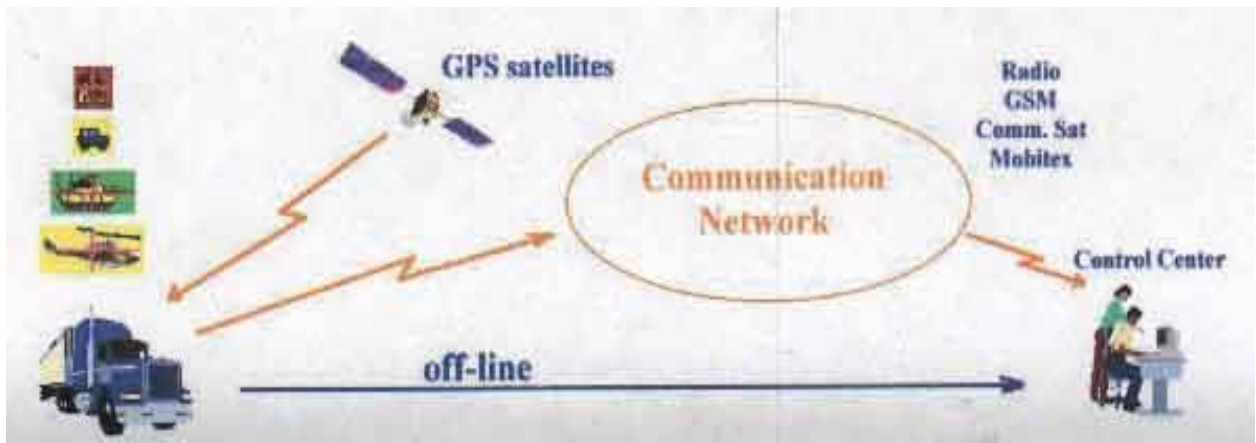 GPS satellites
Radio
GSM
Comm. Sat
Mobitex
Communication
Network
Control Center
off-line